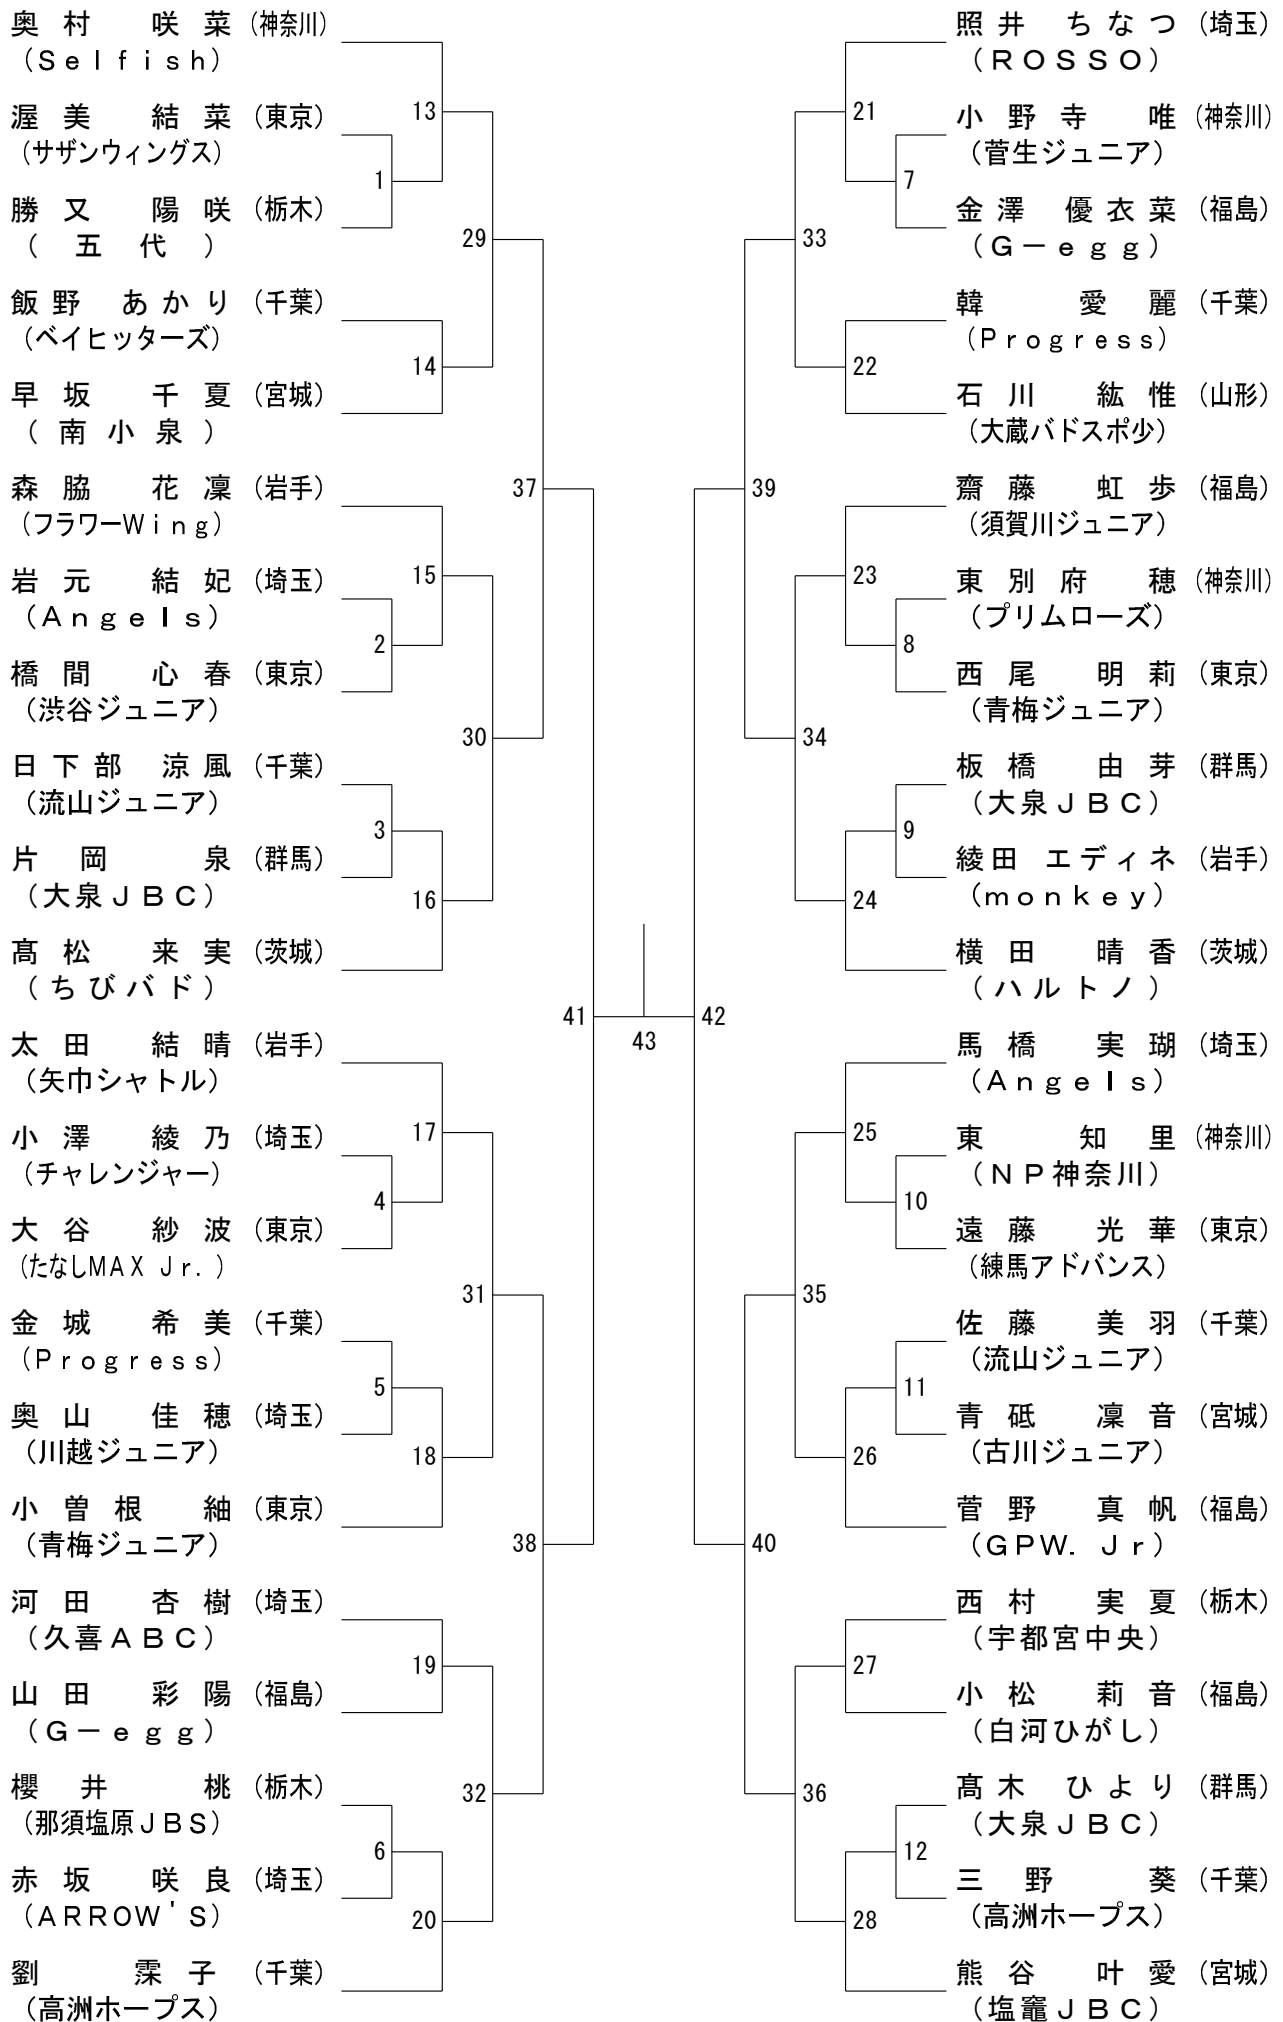 奥村 咲菜 (神奈川)
(Selfish)
13
渥美 結菜 (東京)
(サザンウィングス)
1
勝又 陽咲 (栃木)
(五代)
29
飯野 あかり (千葉)
(ベイヒッターズ)
14
早坂 千夏 (宮城)
(南小泉)
37
森脇 花凜 (岩手)
(フラワーWing)
15
岩元 結妃 (埼玉)
(Angels)
2
橋間 心春 (東京)
(渋谷ジュニア)
30
日下部 涼風 (千葉)
(流山ジュニア)
3
片岡 泉 (群馬)
(大泉JBC)
16
髙松 来実 (茨城)
(ちびバド)
41
太田 結晴 (岩手)
(矢巾シャトル)
17
小澤 綾乃 (埼玉)
(チャレンジャー)
4
大谷 紗波 (東京)
(たなしMAX Jr.)
31
金城 希美 (千葉)
(Progress)
5
奥山 佳穂 (埼玉)
(川越ジュニア)
18
小曽根 紬 (東京)
(青梅ジュニア)
38
河田 杏樹 (埼玉)
(久喜ABC)
19
山田 彩陽 (福島)
(G－egg)
櫻井 桃 (栃木)
(那須塩原JBS)
32
6
赤坂 咲良 (埼玉)
(ARROW'S)
20
劉 霂子 (千葉)
(高洲ホープス)
43
照井 ちなつ (埼玉)
(ROSSO)
21
小野寺 唯 (神奈川)
(菅生ジュニア)
7
金澤 優衣菜 (福島)
(G－egg)
33
韓 愛麗 (千葉)
(Progress)
22
石川 紘惟 (山形)
(大蔵バドスポ少)
39
齋藤 虹歩 (福島)
(須賀川ジュニア)
23
東別府 穂 (神奈川)
(プリムローズ)
8
西尾 明莉 (東京)
(青梅ジュニア)
34
板橋 由芽 (群馬)
(大泉JBC)
9
綾田 エディネ (岩手)
(monkey)
24
横田 晴香 (茨城)
(ハルトノ)
42
馬橋 実瑚 (埼玉)
(Angels)
25
東 知里 (神奈川)
(NP神奈川)
10
遠藤 光華 (東京)
(練馬アドバンス)
35
佐藤 美羽 (千葉)
(流山ジュニア)
11
青砥 凜音 (宮城)
(古川ジュニア)
26
菅野 真帆 (福島)
(GPW. Jr)
40
西村 実夏 (栃木)
(宇都宮中央)
27
小松 莉音 (福島)
(白河ひがし)
髙木 ひより (群馬)
(大泉JBC)
36
12
三野 葵 (千葉)
(高洲ホープス)
28
熊谷 叶愛 (宮城)
(塩竈JBC)